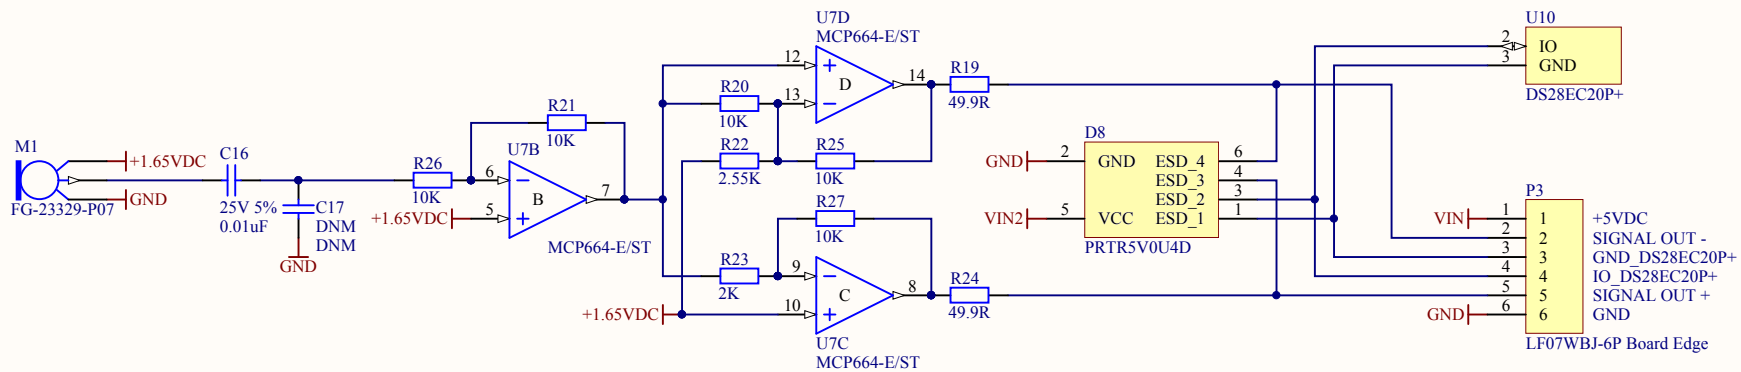 M1
+1.65VDC
GND
FG-23329-P07
C16
25V 5%
0.01uF
C17
DNM
DNM
GND
R26
10K
R21
10K
U7B
6
5
7
B
+1.65VDC
MCP664-E/ST
U7D
MCP664-E/ST
12
13
14
D
R20
10K
R22
2.55K
R25
10K
R27
10K
R23
2K
9
10
8
C
+1.65VDC
U7C
MCP664-E/ST
R19
49.9R
R24
49.9R
D8
GND 2 GND ESD_4 6
ESD_3 4
ESD_2 3
VIN2 5 VCC ESD_1 1
PRTR5V0U4D
U10
2 IO
3 GND
DS28EC20P+
P3
VIN 1 1 +5VDC
2 2 SIGNAL OUT -
3 3 GND_DS28EC20P+
4 4 IO_DS28EC20P+
5 5 SIGNAL OUT +
GND 6 6 GND
LF07WBJ-6P Board Edge